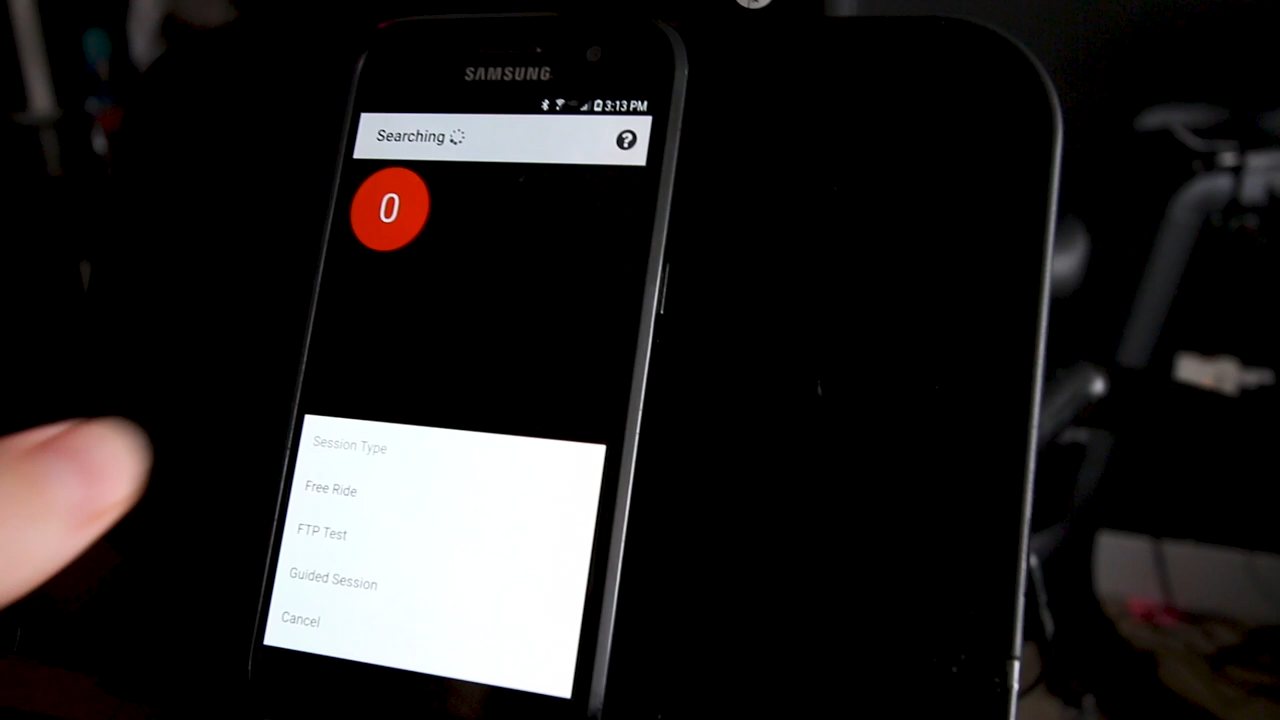 SAMSUNG
3:13 PM
Searching
?
0
Session Type
Free Ride
FTP Test
Guided Session
Cancel